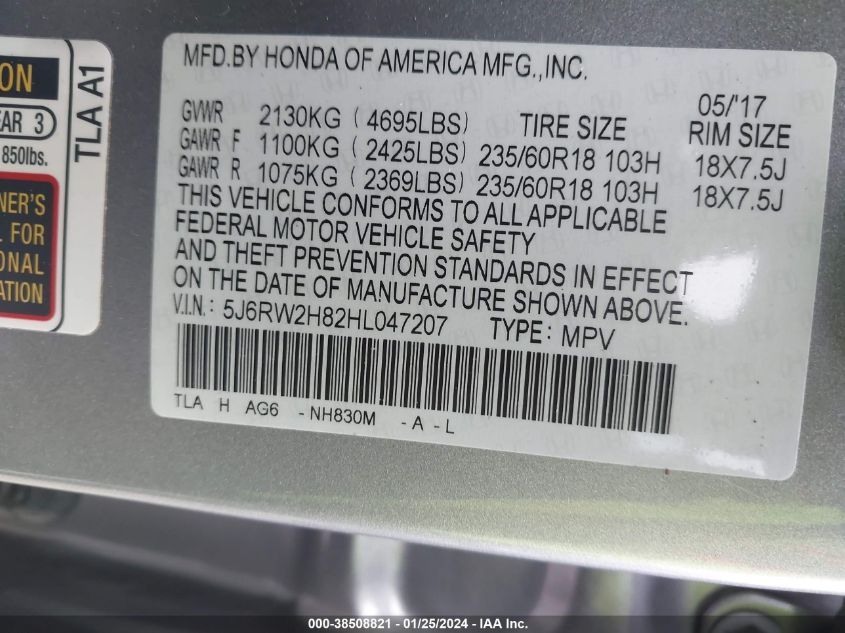 ON
EAR 3
850lbs.
TLA A1
NER'S
L FOR
ONAL
ATION
MFD.BY HONDA OF AMERICA MFG.,INC.
05/'17
GVWR 2130KG (4695LBS) TIRE SIZE RIM SIZE
GAWR F 1100KG (2425LBS) 235/60R18 103H 18X7.5J
GAWR R 1075KG (2369LBS) 235/60R18 103H 18X7.5J
THIS VEHICLE CONFORMS TO ALL APPLICABLE
FEDERAL MOTOR VEHICLE SAFETY
AND THEFT PREVENTION STANDARDS IN EFFECT
ON THE DATE OF MANUFACTURE SHOWN ABOVE.
V.I.N: 5J6RW2H82HL047207 TYPE: MPV
TLA H AG6 -NH830M -A -L
000-38508821 - 01/25/2024 - IAA Inc.